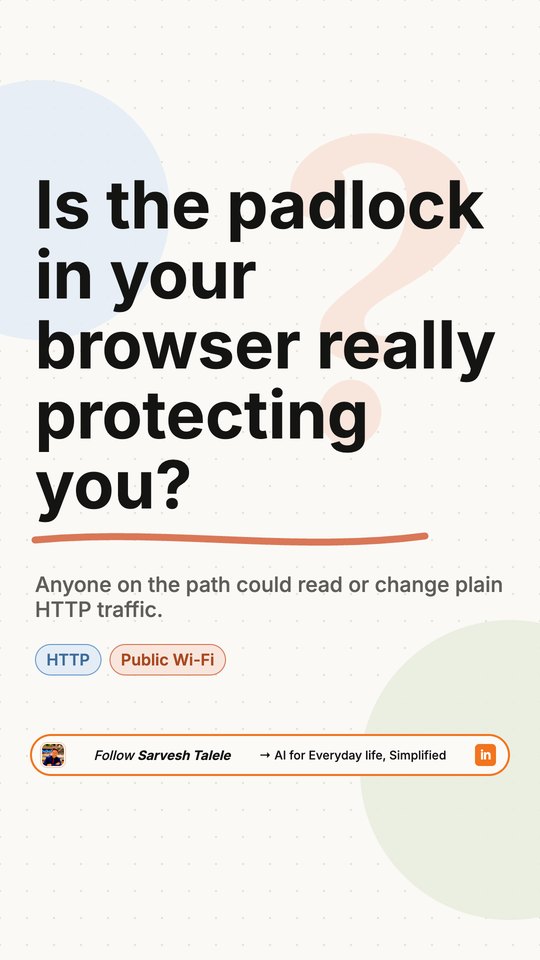 Is the padlock
in your
browser really
protecting
you?
Anyone on the path could read or change plain
HTTP traffic.
HTTP Public Wi-Fi
Follow Sarvesh Talele → AI for Everyday life, Simplified in